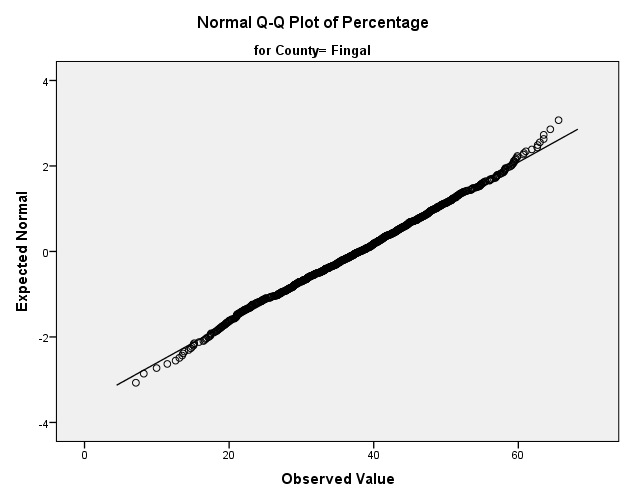 Normal Q-Q Plot of Percentage
for County= Fingal
Expected Normal
4
2
0
-2
-4
0 20 40 60
Observed Value